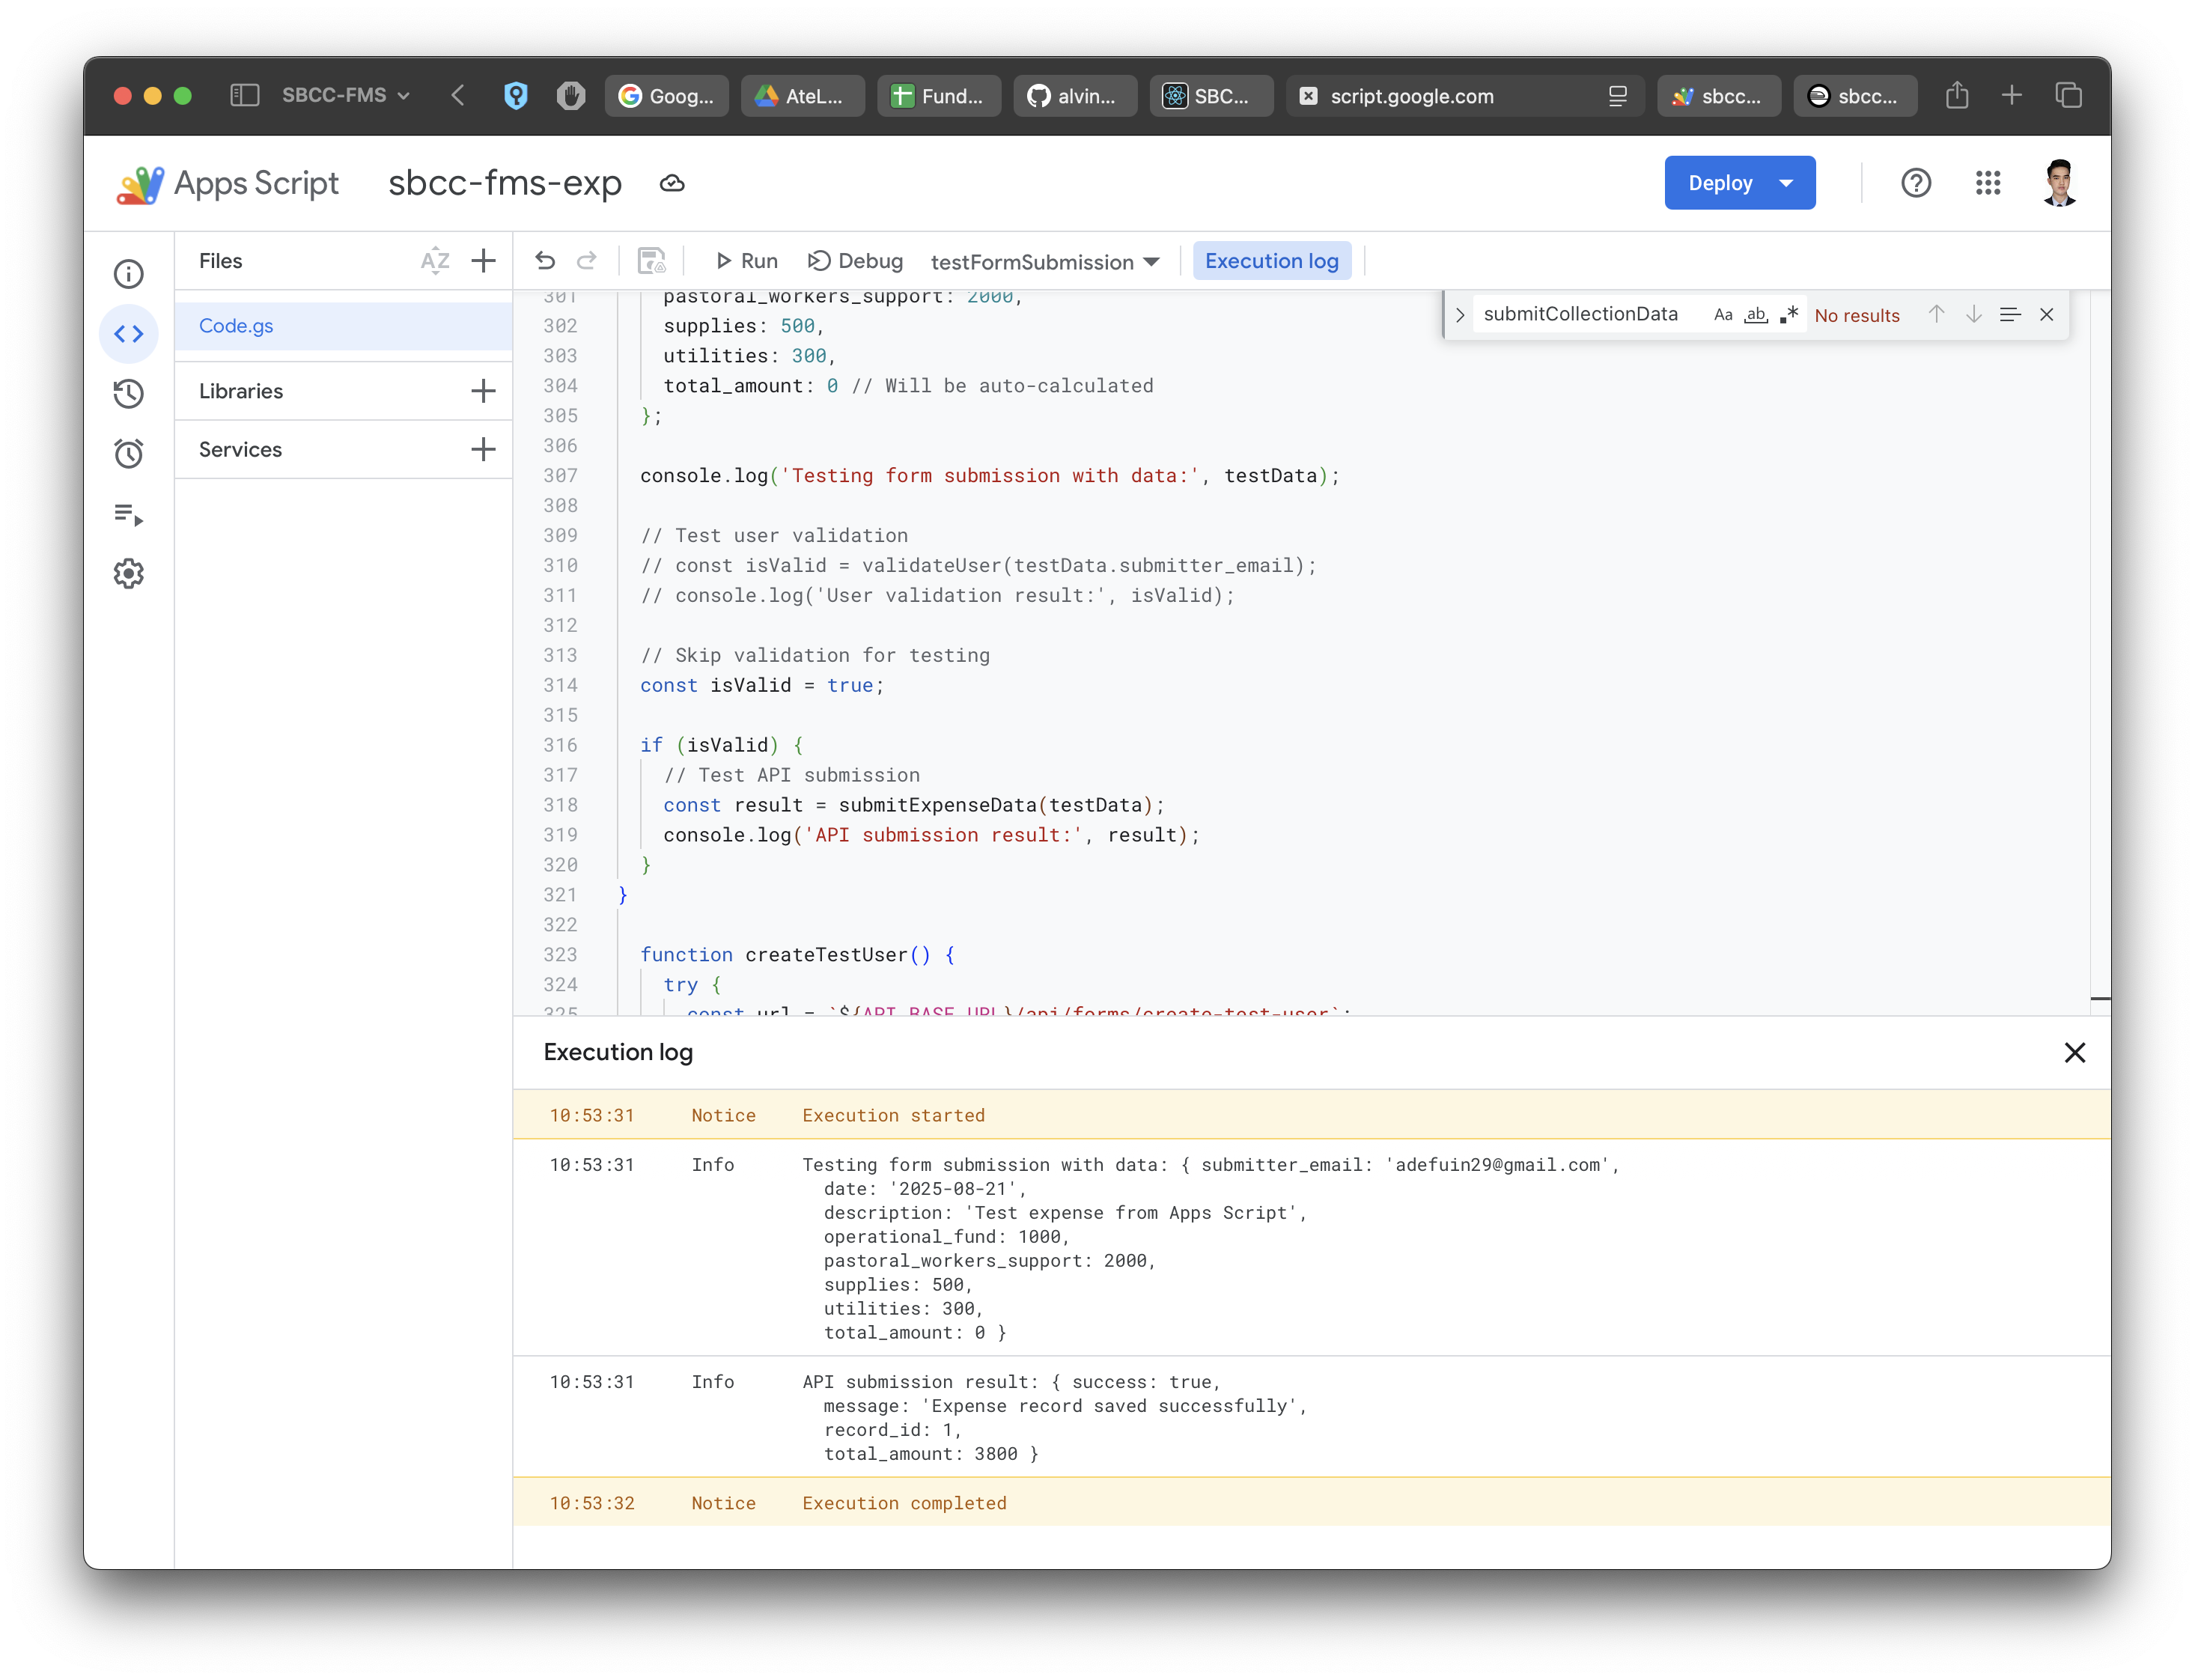 SBCC-FMS
Goog...
AteL...
Fund...
alvin...
SBC...
script.google.com
sbcc...
sbcc...
Apps Script
sbcc-fms-exp
Deploy
Files
AZ
Run
Debug
testFormSubmission
Execution log
Code.gs
Libraries
Services
submitCollectionData
Aa
ab
No results
301 pastoral_workers_support: 2000,
302 supplies: 500,
303 utilities: 300,
304 total_amount: 0 // Will be auto-calculated
305 };
306
307 console.log('Testing form submission with data:', testData);
308
309 // Test user validation
310 // const isValid = validateUser(testData.submitter_email);
311 // console.log('User validation result:', isValid);
312
313 // Skip validation for testing
314 const isValid = true;
315
316 if (isValid) {
317 // Test API submission
318 const result = submitExpenseData(testData);
319 console.log('API submission result:', result);
320 }
321 }
322
323 function createTestUser() {
324 try {
325 const url = `${API_BASE_URL}/api/forms/create-test-user`;
Execution log
10:53:31 Notice Execution started
10:53:31 Info Testing form submission with data: { submitter_email: 'adefuin29@gmail.com',
date: '2025-08-21',
description: 'Test expense from Apps Script',
operational_fund: 1000,
pastoral_workers_support: 2000,
supplies: 500,
utilities: 300,
total_amount: 0 }
10:53:31 Info API submission result: { success: true,
message: 'Expense record saved successfully',
record_id: 1,
total_amount: 3800 }
10:53:32 Notice Execution completed